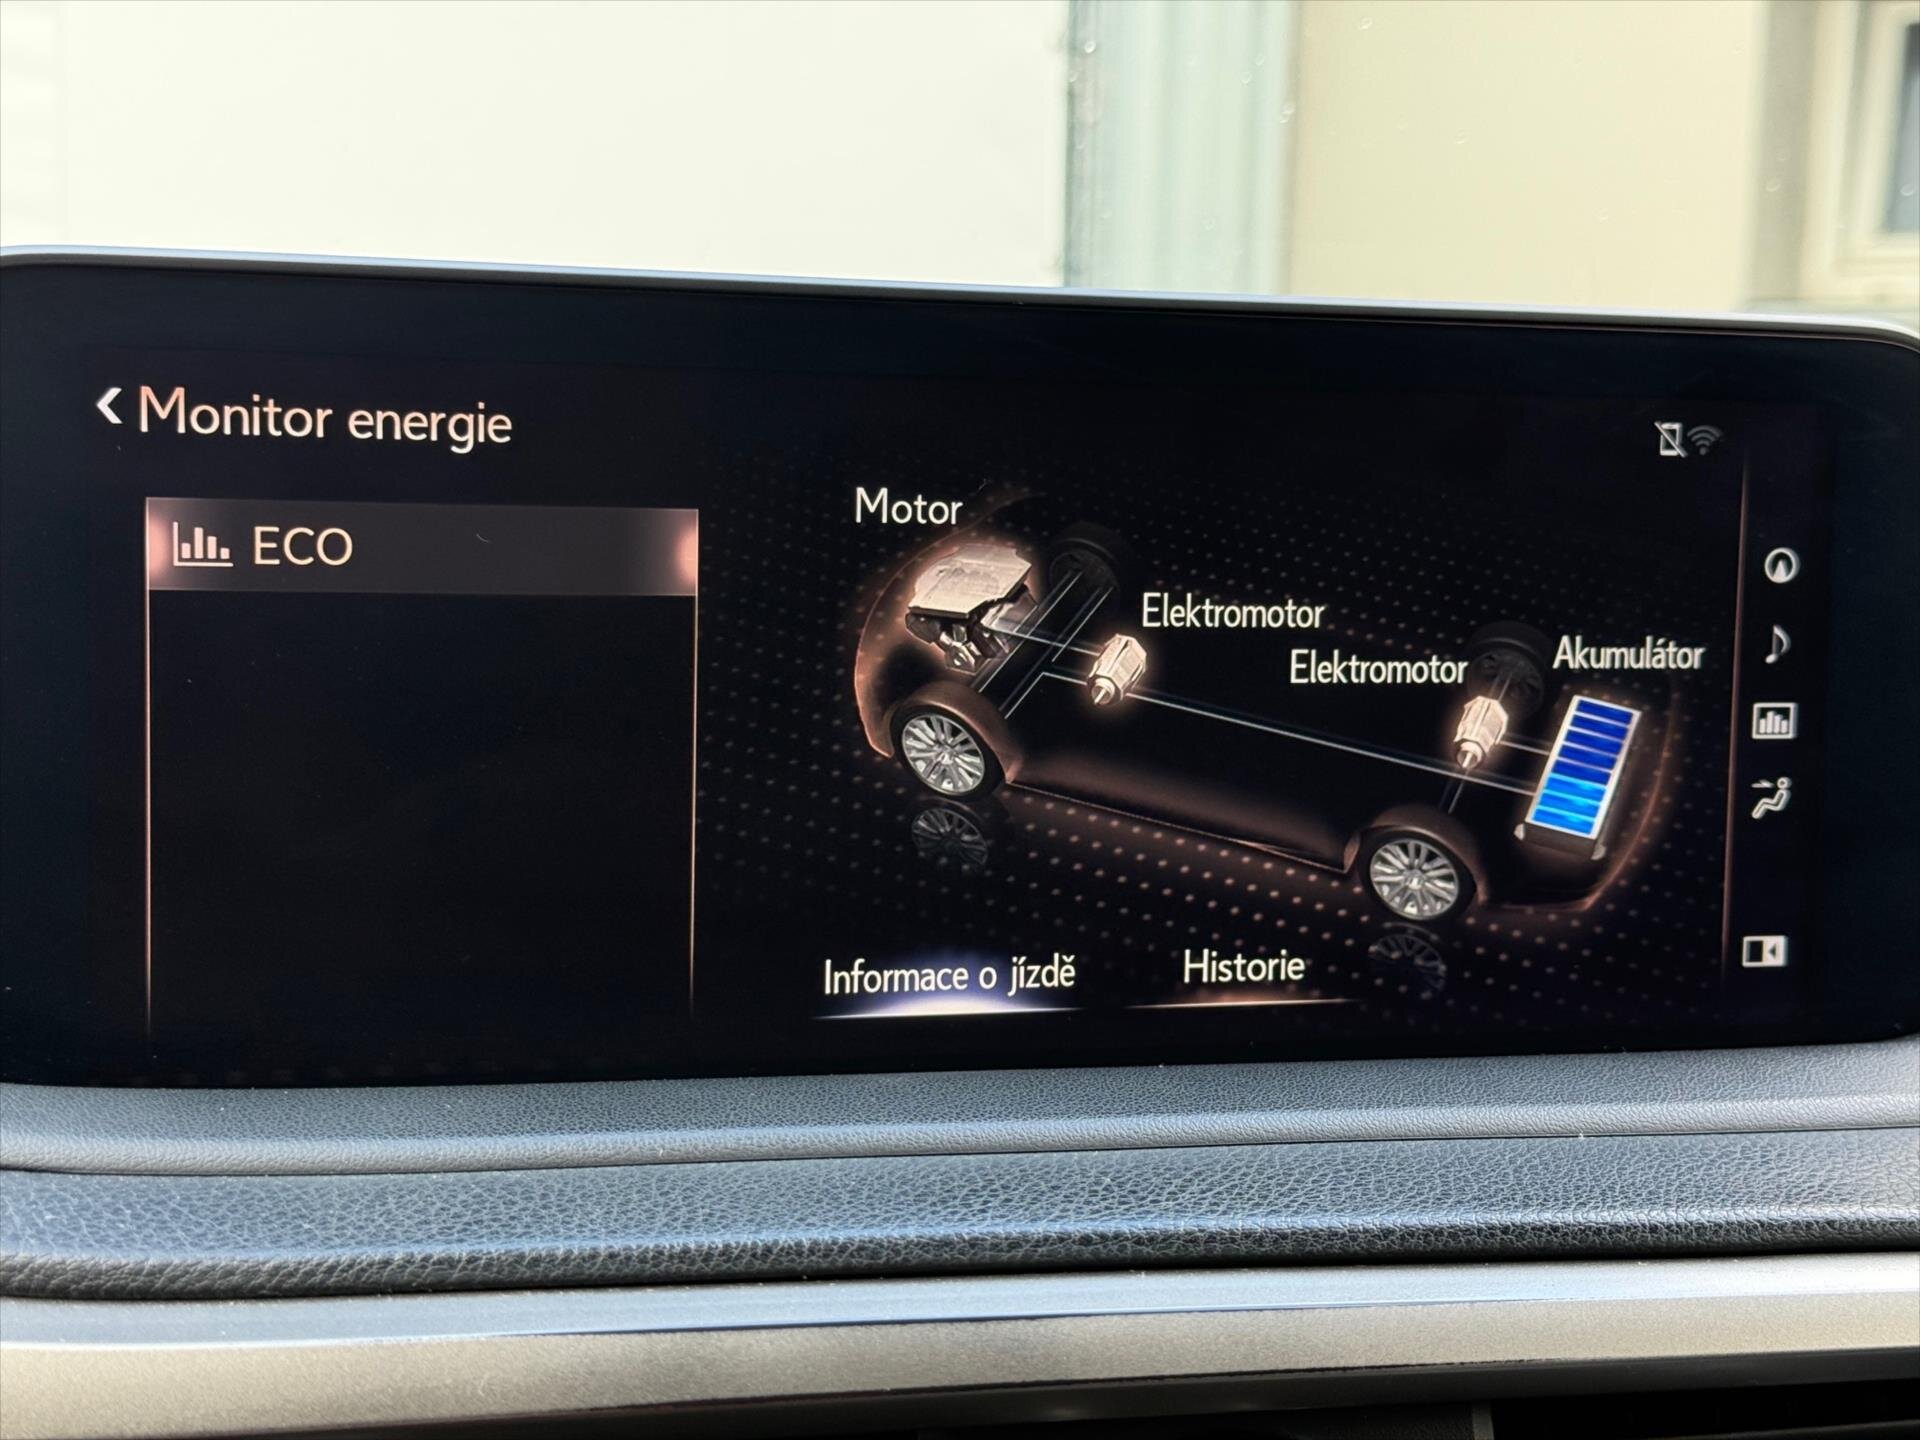 Monitor energie
ECO
Motor
Elektromotor
Elektromotor
Akumulátor
Informace o jízdě
Historie